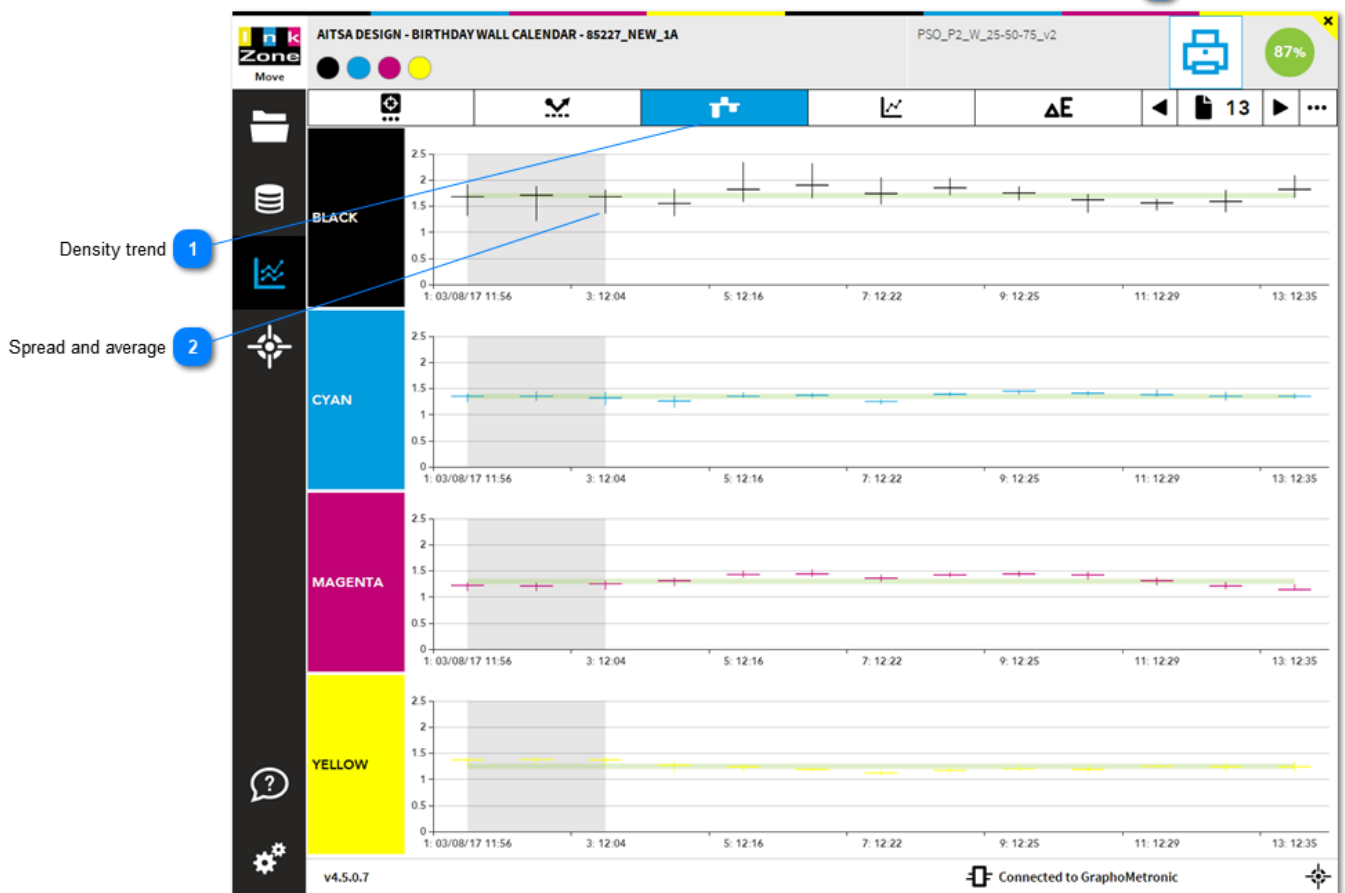 Ink
Zone
Move
AITSA DESIGN - BIRTHDAY WALL CALENDAR - 85227_NEW_1A
PSO_P2_W_25-50-75_v2
87%
ΔE
13
BLACK
2.5
2
1.5
1
0.5
0
1: 03/08/17 11:56
3: 12:04
5: 12:16
7: 12:22
9: 12:25
11: 12:29
13: 12:35
Density trend 1
Spread and average 2
CYAN
2.5
2
1.5
1
0.5
0
1: 03/08/17 11:56
3: 12:04
5: 12:16
7: 12:22
9: 12:25
11: 12:29
13: 12:35
MAGENTA
2.5
2
1.5
1
0.5
0
1: 03/08/17 11:56
3: 12:04
5: 12:16
7: 12:22
9: 12:25
11: 12:29
13: 12:35
YELLOW
2.5
2
1.5
1
0.5
0
1: 03/08/17 11:56
3: 12:04
5: 12:16
7: 12:22
9: 12:25
11: 12:29
13: 12:35
v4.5.0.7
Connected to GraphoMetronic